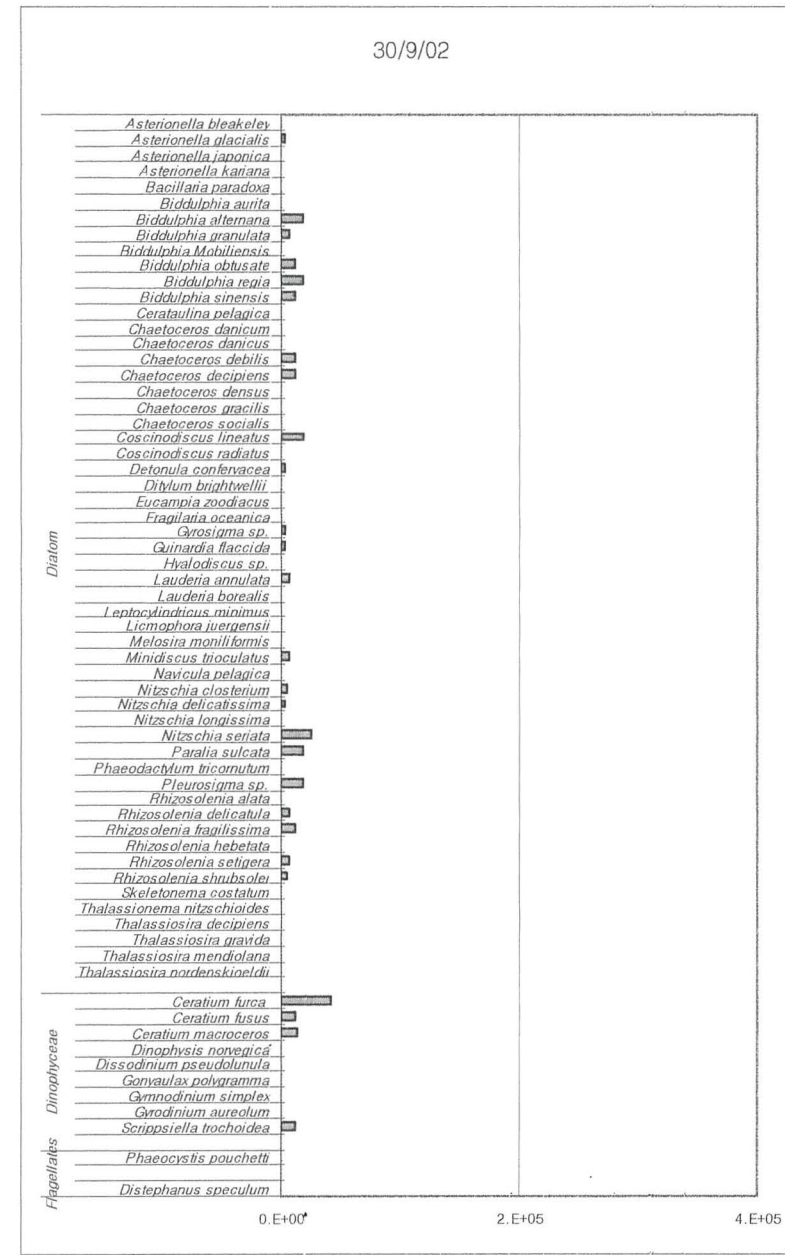 30/9/02
Asterionella bleakeley
Asterionella glacialis
Asterionella japonica
Asterionella kariana
Bacillaria paradoxa
Biddulphia aurita
Biddulphia alternana
Biddulphia granulata
Biddulphia Mobiliensis
Biddulphia obtusate
Biddulphia regia
Biddulphia sinensis
Cerataulina pelagica
Chaetoceros danicum
Chaetoceros danicus
Chaetoceros debilis
Chaetoceros decipiens
Chaetoceros densus
Chaetoceros gracilis
Chaetoceros socialis
Coscinodiscus lineatus
Coscinodiscus radiatus
Detonula confervacea
Ditylum brightwellii
Eucampia zoodiacus
Fragilaria oceanica
Gyrosigma sp.
Guinardia flaccida
Hyalodiscus sp.
Lauderia annulata
Lauderia borealis
Leptocylindricus minimus
Licmophora juergensii
Melosira moniliformis
Minidiscus trioculatus
Navicula pelagica
Nitzschia closterium
Nitzschia delicatissima
Nitzschia longissima
Nitzschia seriata
Paralia sulcata
Phaeodactylum tricornutum
Pleurosigma sp.
Rhizosolenia alata
Rhizosolenia delicatula
Rhizosolenia fragilissima
Rhizosolenia hebetata
Rhizosolenia setigera
Rhizosolenia shrubsolei
Skeletonema costatum
Thalassionema nitzschioides
Thalassiosira decipiens
Thalassiosira gravida
Thalassiosira mendiolana
Thalassiosira nordenskioeldii
Diatom
Ceratium furca
Ceratium fusus
Ceratium macroceros
Dinophysis norvegica
Dissodinium pseudolunula
Gonyaulax polygramma
Gymnodinium simplex
Gyrodinium aureolum
Scrippsiella trochoidea
Dinophyceae
Phaeocystis pouchetti
Distephanus speculum
Flagellates
0.E+00
2.E+05
4.E+05